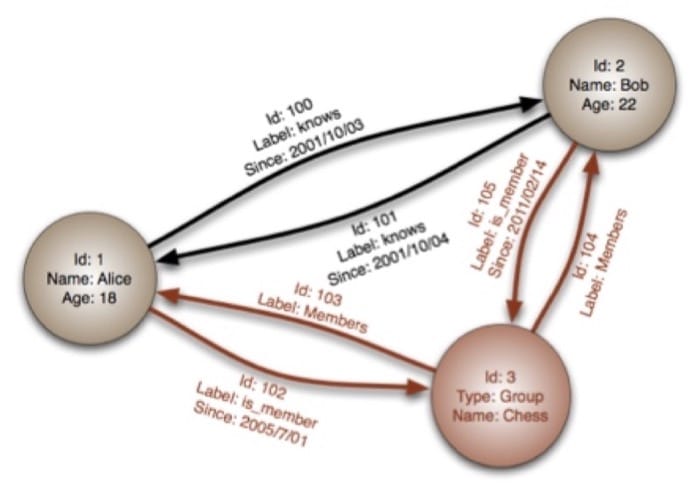 Id: 2
Name: Bob
Age: 22
Id: 100
Label: knows
Since: 2001/10/03
Id: 101
Label: knows
Since: 2001/10/04
Id: 105
Label: is_member
Since: 2011/02/14
Id: 104
Label: Members
Id: 1
Name: Alice
Age: 18
Id: 103
Label: Members
Id: 102
Label: is_member
Since: 2005/7/01
Id: 3
Type: Group
Name: Chess